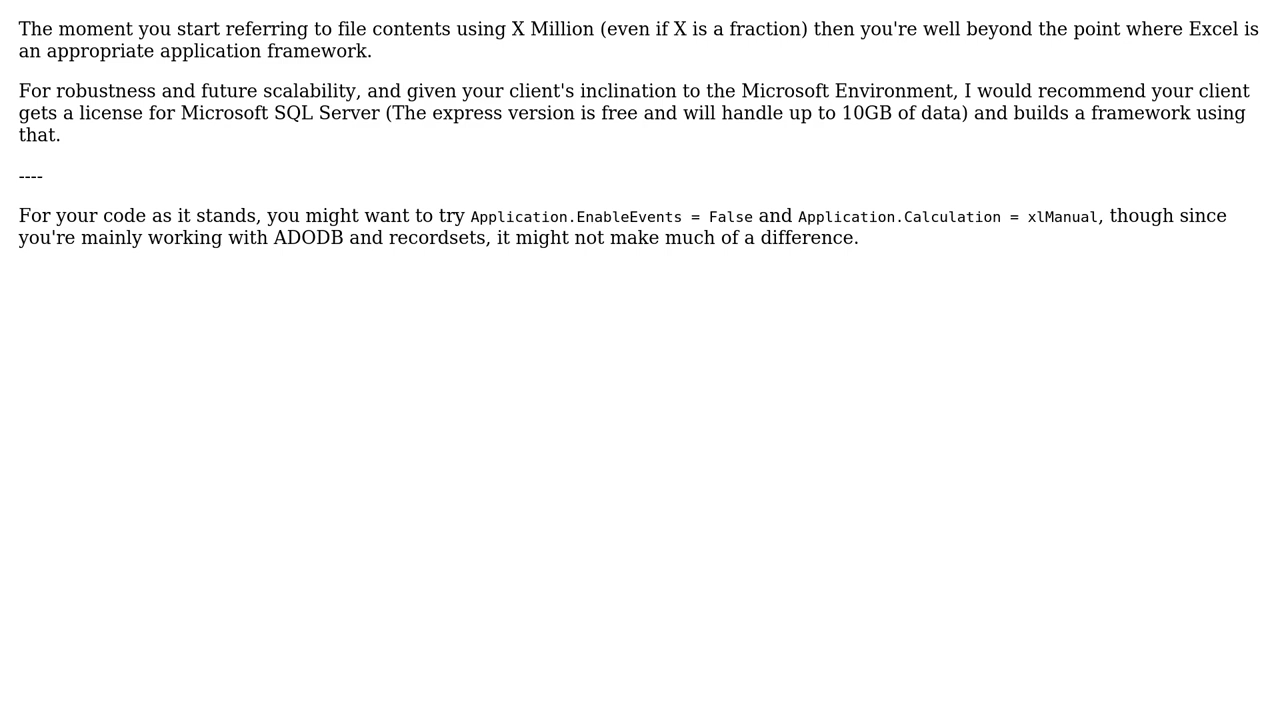 The moment you start referring to file contents using X Million (even if X is a fraction) then you're well beyond the point where Excel is
an appropriate application framework.
For robustness and future scalability, and given your client's inclination to the Microsoft Environment, I would recommend your client
gets a license for Microsoft SQL Server (The express version is free and will handle up to 10GB of data) and builds a framework using
that.
----
For your code as it stands, you might want to try Application.EnableEvents = False and Application.Calculation = xlManual, though since
you're mainly working with ADODB and recordsets, it might not make much of a difference.